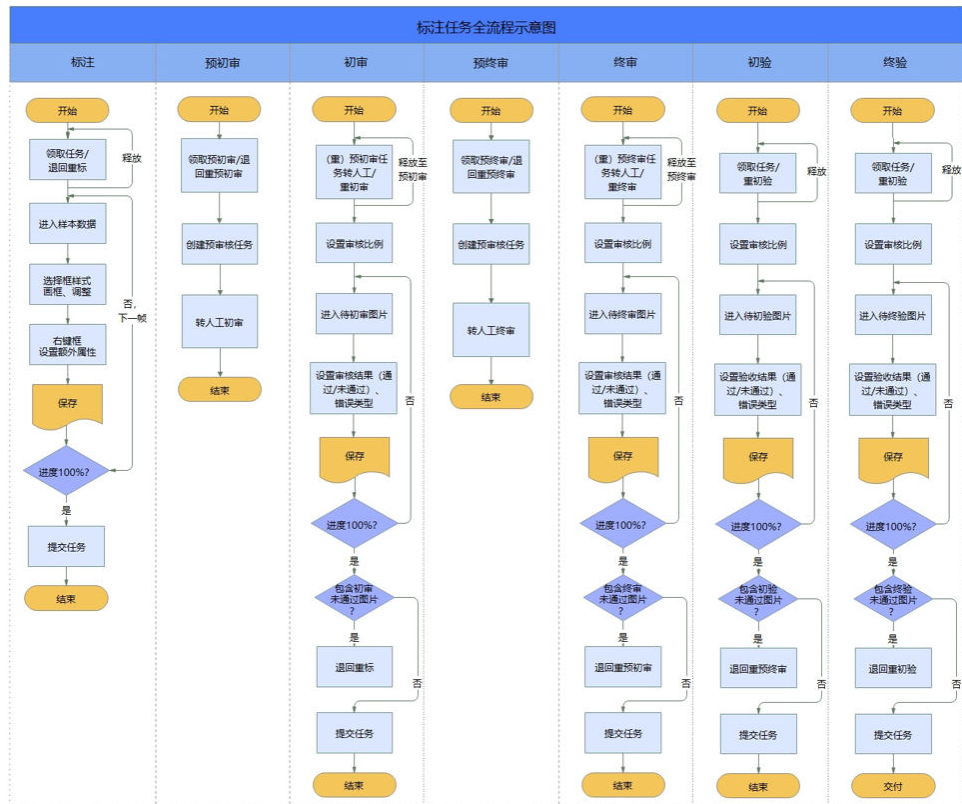 标注任务全流程示意图
标注
预初审
初审
预终审
终审
初验
终验
开始
领取任务/
退回重标
释放
进入样本数据
选择框样式
画框、调整
否，
下一帧
右键框
设置额外属性
保存
进度100%?
是
提交任务
结束
开始
领取预初审/退
回重预初审
创建预审核任务
转人工初审
结束
开始
（重）预初审任
务转人工/
重初审
释放至
预初审
设置审核比例
进入待初审图片
设置审核结果（通
过/未通过）、
错误类型
否
保存
进度100%?
是
包含初审
未通过图片
?
是
退回重标
否
提交任务
结束
开始
领取预终审/退
回重预终审
创建预审核任务
转人工终审
结束
开始
（重）预终审任
务转人工/
重终审
释放至
预终审
设置审核比例
进入待终审图片
设置审核结果（通
过/未通过）、
错误类型
否
保存
进度100%?
是
包含终审
未通过图片
?
是
退回重预初审
否
提交任务
结束
开始
领取任务/
重初验
释放
设置审核比例
进入待初验图片
设置验收结果（通
过/未通过）、
错误类型
否
保存
进度100%?
是
包含初验
未通过图片
?
是
退回重预终审
否
提交任务
结束
开始
领取任务/
重终验
释放
设置审核比例
进入待终验图片
设置验收结果（通
过/未通过）、
错误类型
否
保存
进度100%?
是
包含终验
未通过图片
?
是
退回重初验
否
提交任务
交付